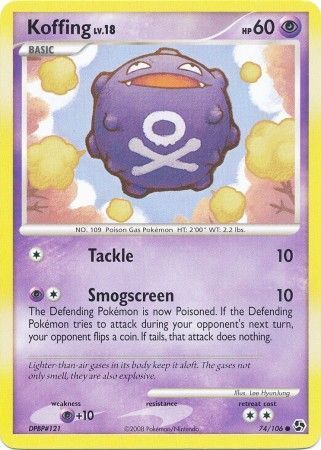 Koffing LV.18 HP 60
BASIC
NO. 109 Poison Gas Pokémon HT: 2'00" WT: 2.2 lbs.
Tackle 10
Smogscreen 10
The Defending Pokémon is now Poisoned. If the Defending
Pokémon tries to attack during your opponent's next turn,
your opponent flips a coin. If tails, that attack does nothing.
Lighter-than-air gases in its body keep it aloft. The gases not
only smell, they are also explosive.
Illus. Lee HyunJung
weakness resistance retreat cost
+10
DPBP#121 ©2008 Pokémon/Nintendo 74/106